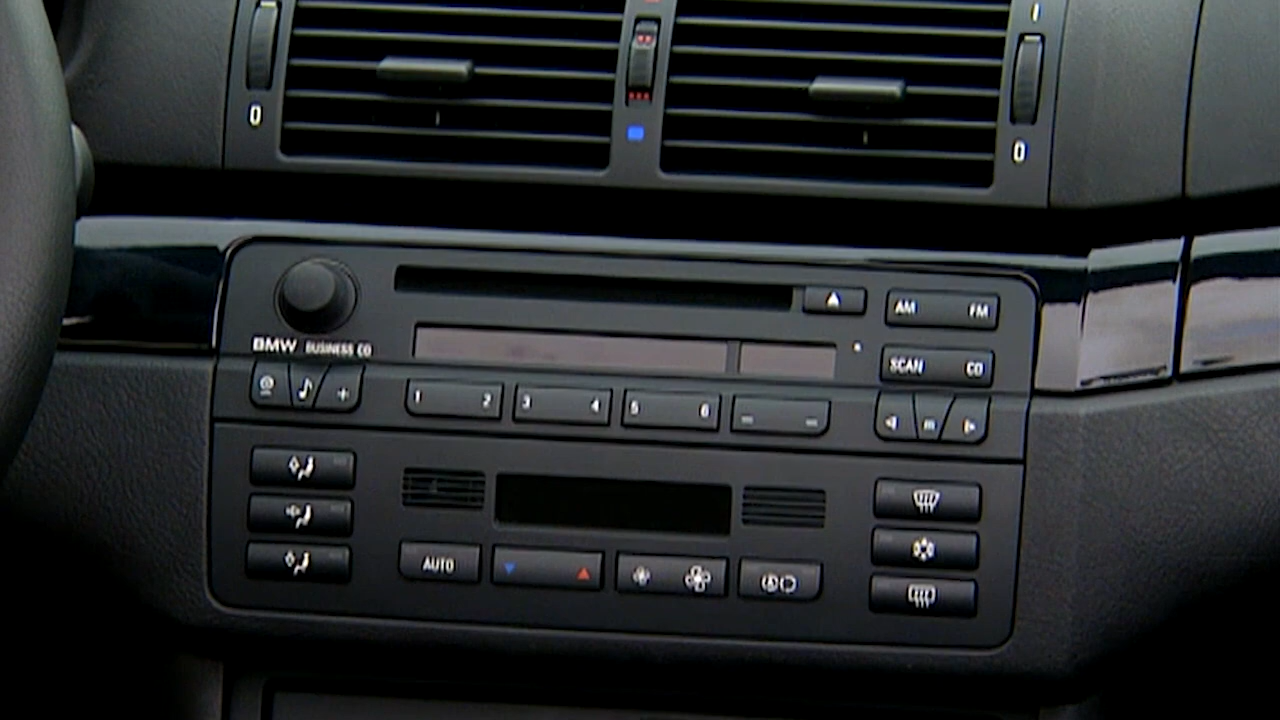 I
0
0
AM FM
BMW BUSINESS CD
SCAN CD
1 2 3 4 5 6
m
AUTO